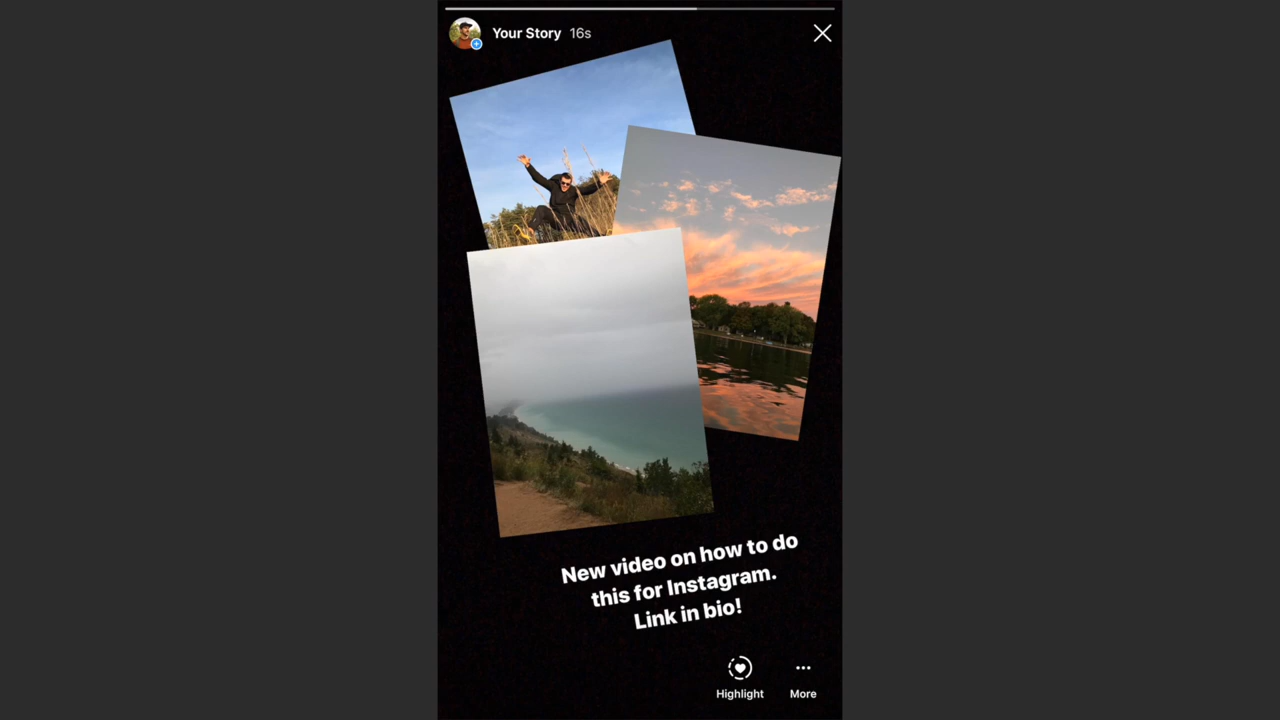 Your Story 16s
New video on how to do
this for Instagram.
Link in bio!
Highlight
More